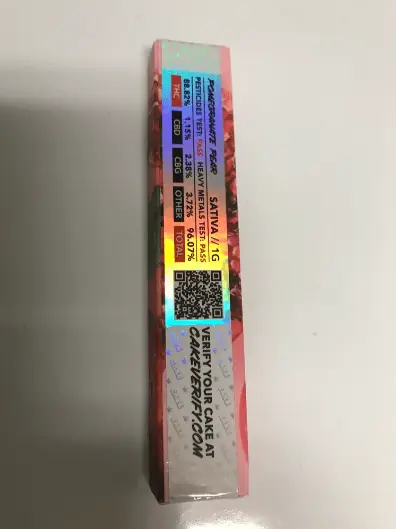 POMEGRANATE PEAR
SATIVA // 1G
PESTICIDES TEST: PASS HEAVY METALS TEST: PASS
88.82% 1.15% 2.38% 3.72% 96.07%
THC CBD CBG OTHER TOTAL
VERIFY YOUR CAKE AT
CAKEVERIFY.COM